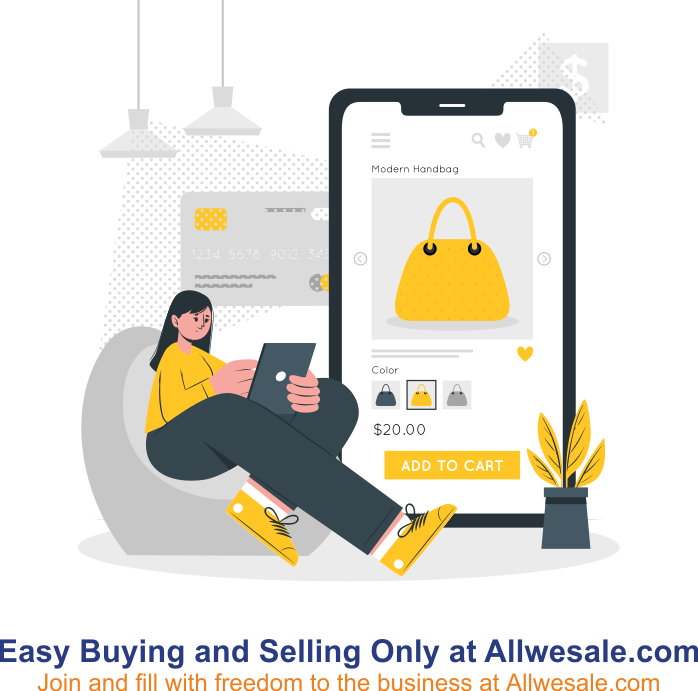 $
1234 5678 9012 345
Modern Handbag
Color
$20.00
ADD TO CART
Easy Buying and Selling Only at Allwesale.com
Join and fill with freedom to the business at Allwesale.com